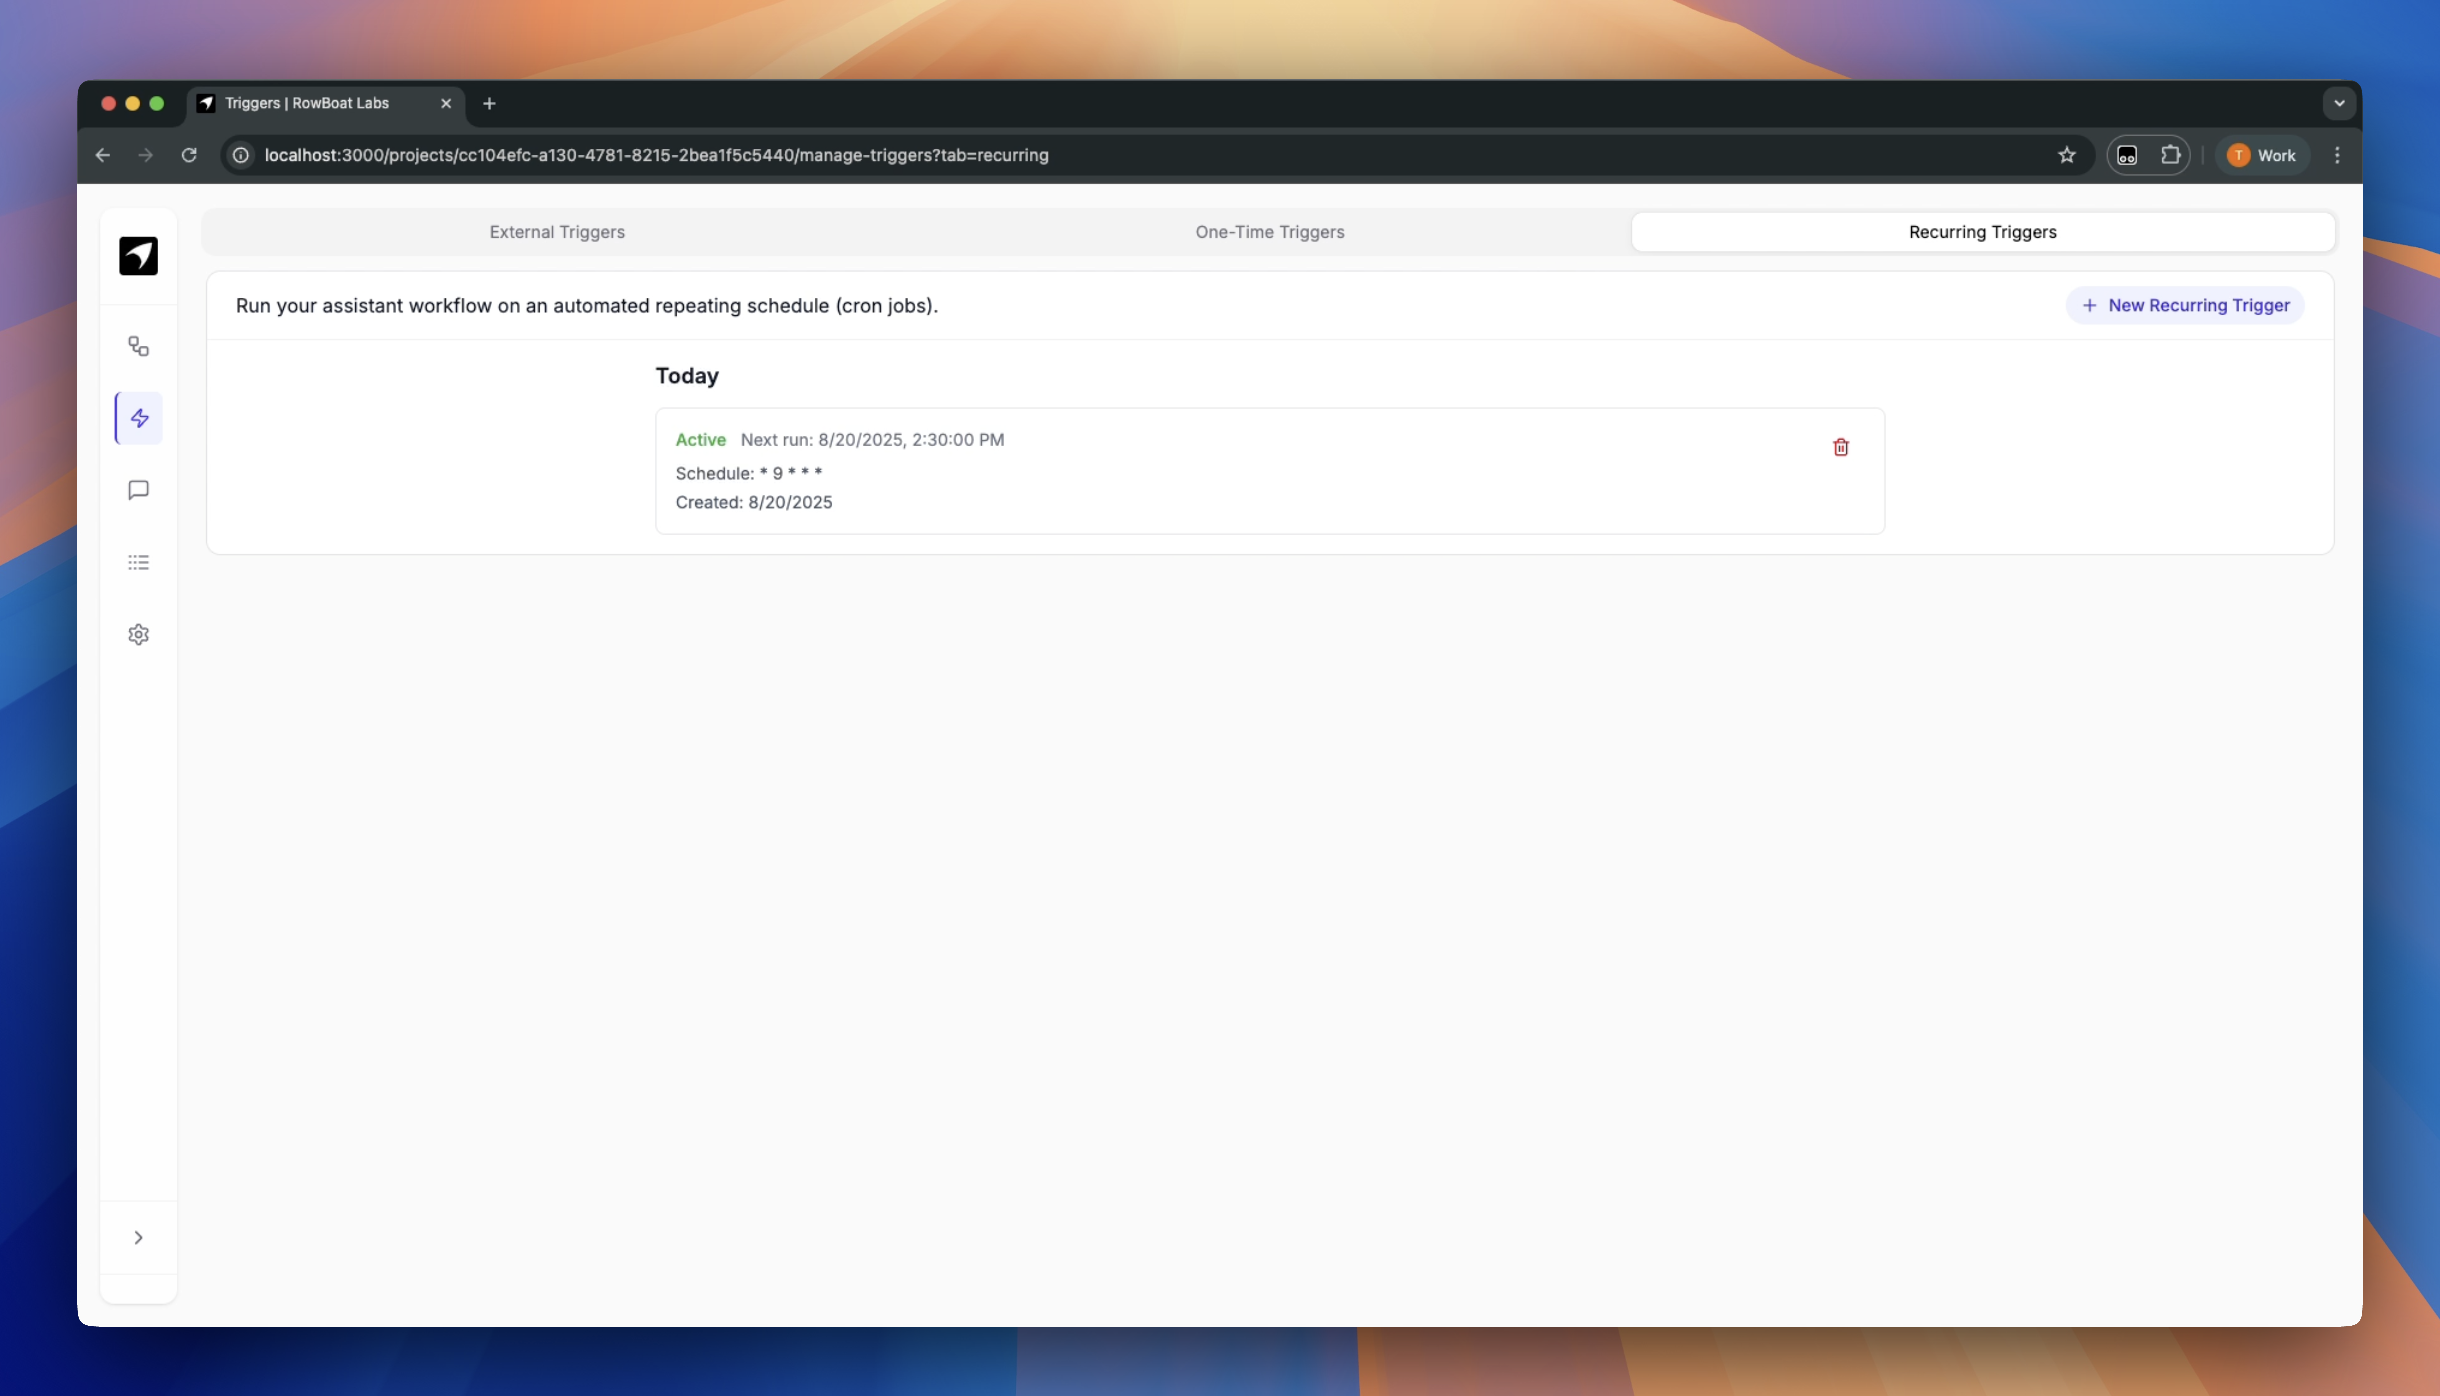 Triggers | RowBoat Labs
localhost:3000/projects/cc104efc-a130-4781-8215-2bea1f5c5440/manage-triggers?tab=recurring
T Work
External Triggers
One-Time Triggers
Recurring Triggers
Run your assistant workflow on an automated repeating schedule (cron jobs).
+ New Recurring Trigger
Today
Active Next run: 8/20/2025, 2:30:00 PM
Schedule: * 9 * * *
Created: 8/20/2025